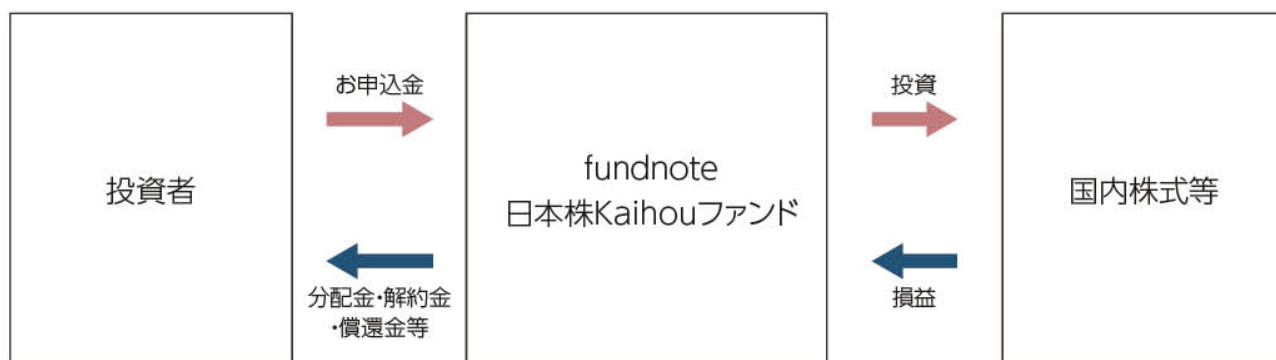 投資者
お申込金
分配金・解約金
・償還金等
fundnote
日本株Kaihouファンド
投資
損益
国内株式等